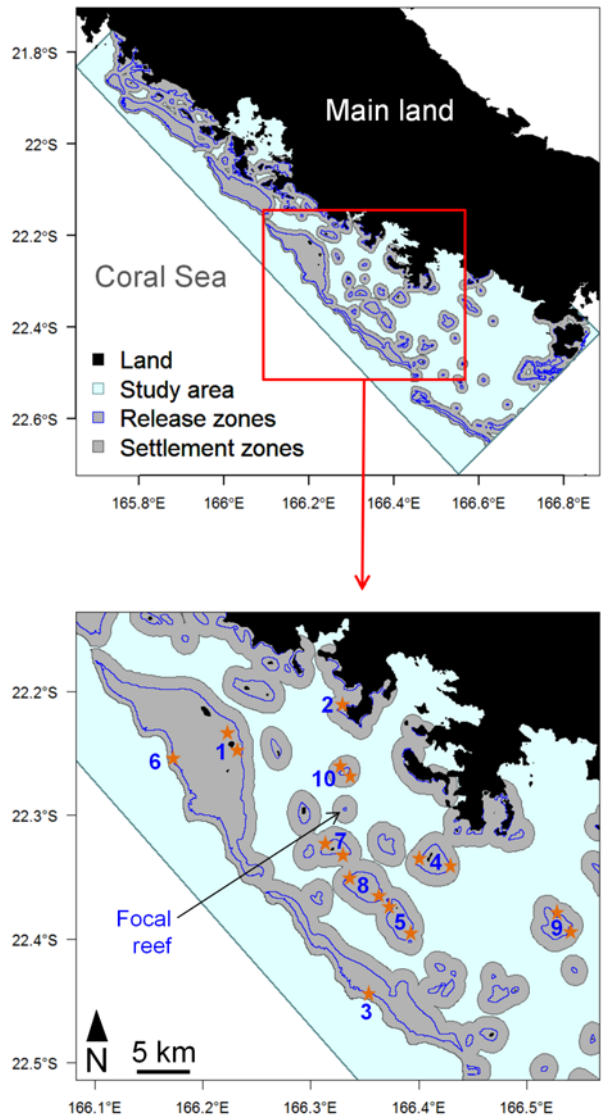 21.8°S
22°S
22.2°S
22.4°S
22.6°S
Main land
Coral Sea
Land
Study area
Release zones
Settlement zones
165.8°E
166°E
166.2°E
166.4°E
166.6°E
166.8°E
22.2°S
22.3°S
22.4°S
22.5°S
2
1
6
10
7
4
8
Focal
reef
5
9
3
N
5 km
166.1°E
166.2°E
166.3°E
166.4°E
166.5°E